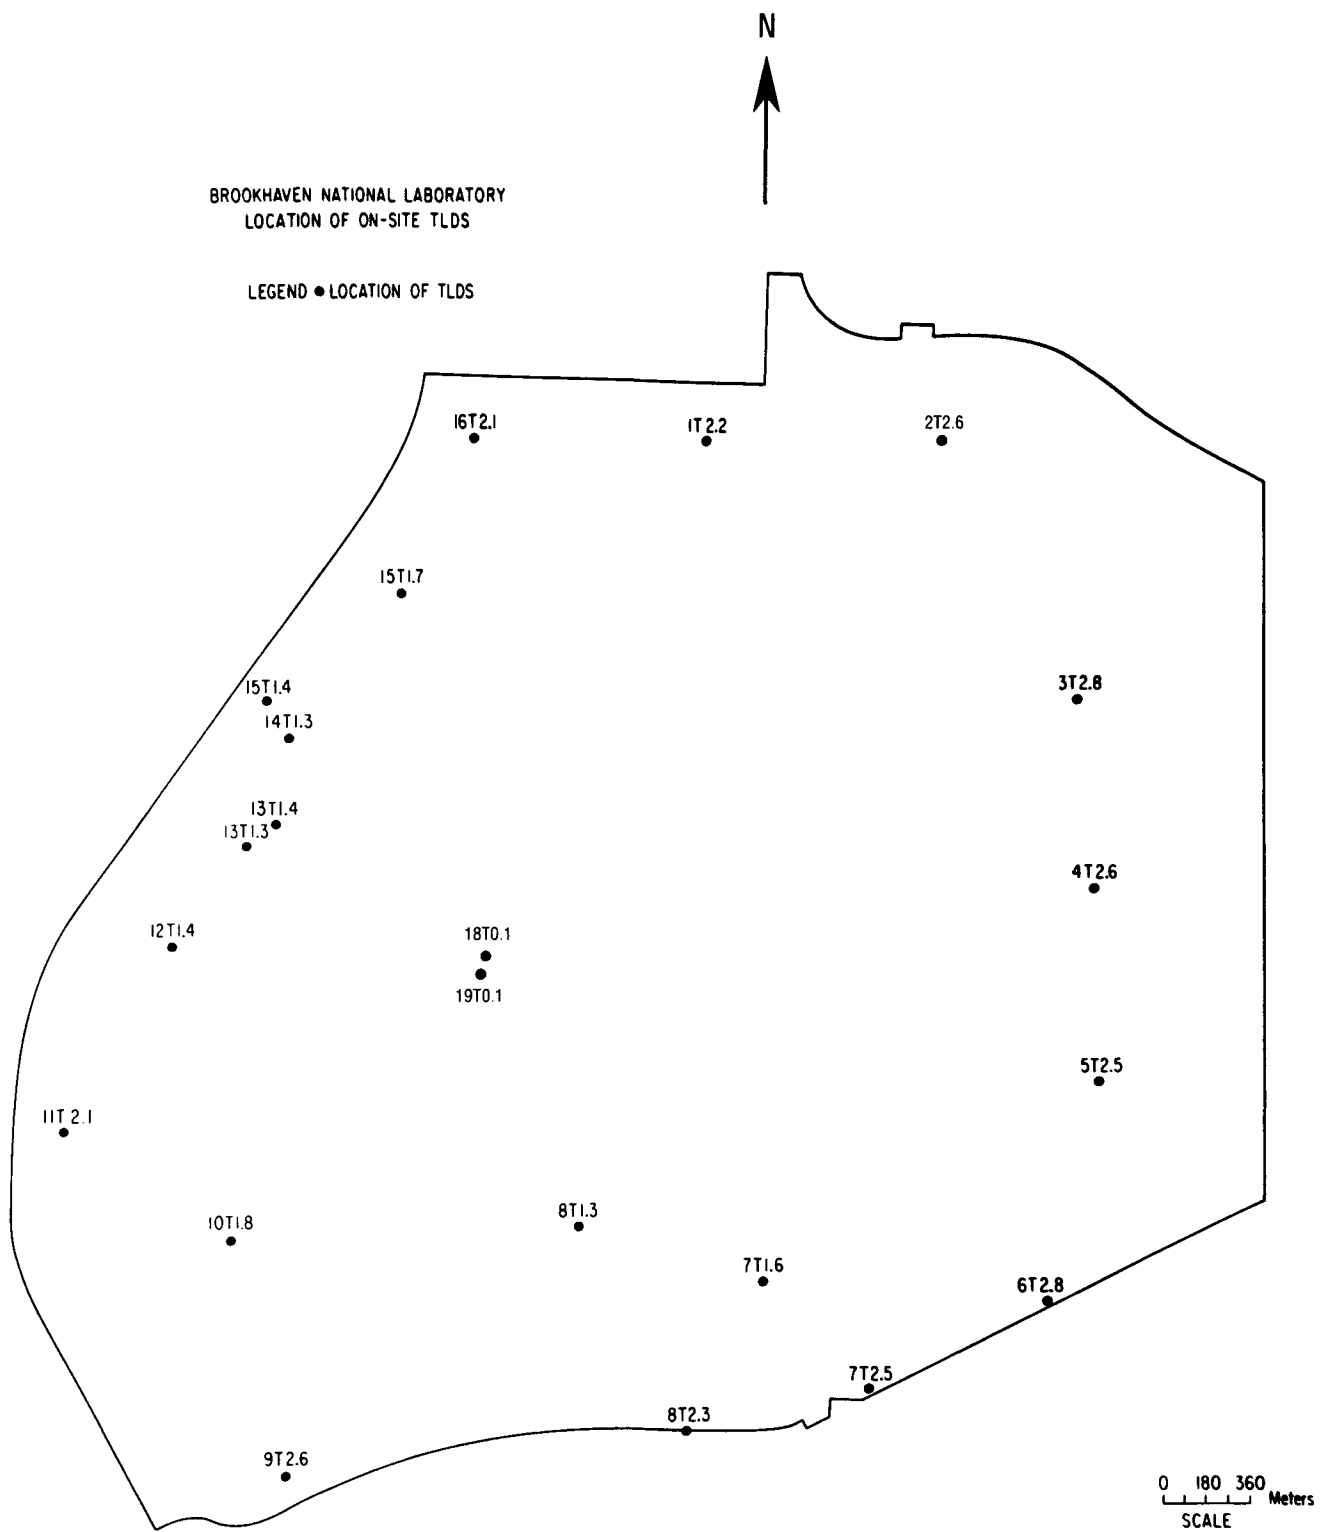 N
BROOKHAVEN NATIONAL LABORATORY
LOCATION OF ON-SITE TLDS
LEGEND ● LOCATION OF TLDS
16T2.1
1T2.2
2T2.6
15T1.7
15T1.4
14T1.3
3T2.8
13T1.4
13T1.3
4T2.6
12T1.4
18T0.1
19T0.1
5T2.5
11T 2.1
10T1.8
8T1.3
7T1.6
6T2.8
7T2.5
8T2.3
9T2.6
0 180 360 Meters
SCALE